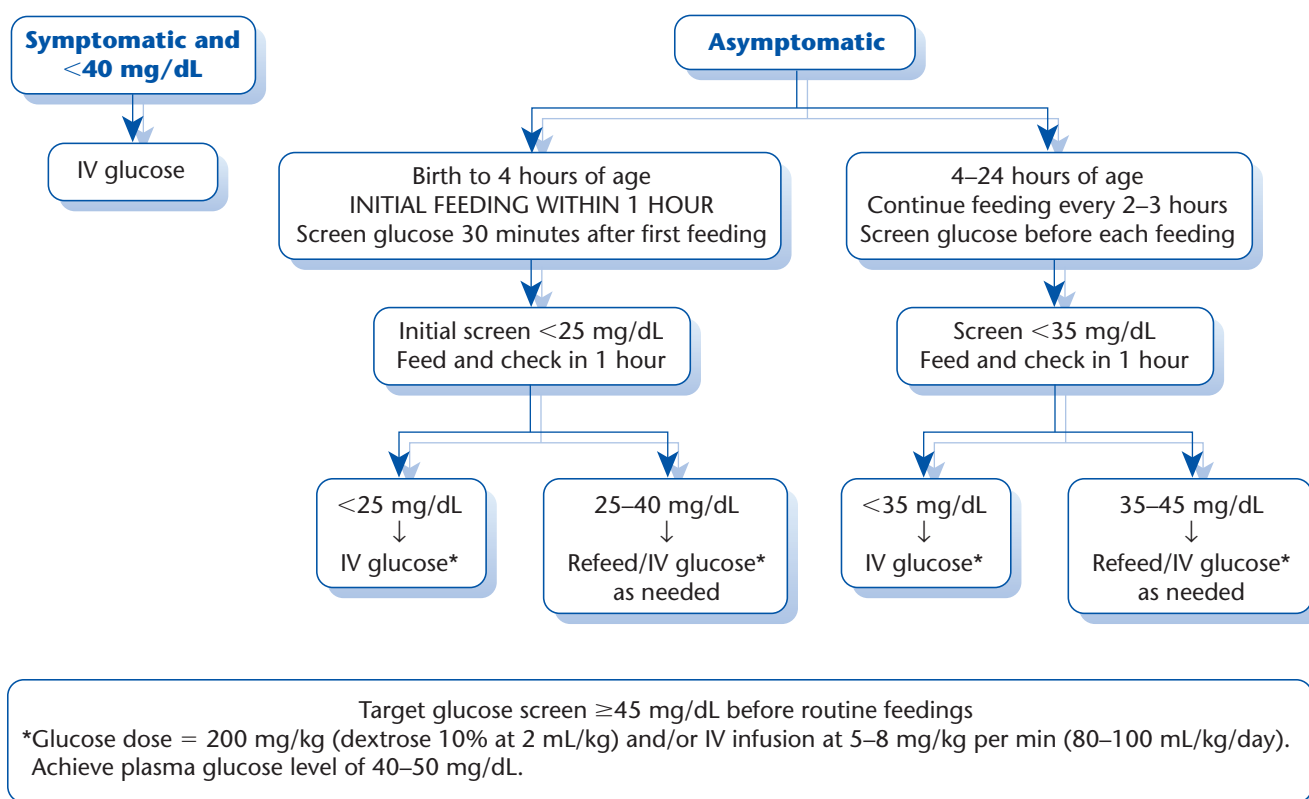 Symptomatic and
<40 mg/dL
IV glucose
Asymptomatic
Birth to 4 hours of age
INITIAL FEEDING WITHIN 1 HOUR
Screen glucose 30 minutes after first feeding
Initial screen <25 mg/dL
Feed and check in 1 hour
<25 mg/dL
↓
IV glucose*
25–40 mg/dL
↓
Refeed/IV glucose*
as needed
4–24 hours of age
Continue feeding every 2–3 hours
Screen glucose before each feeding
Screen <35 mg/dL
Feed and check in 1 hour
<35 mg/dL
↓
IV glucose*
35–45 mg/dL
↓
Refeed/IV glucose*
as needed
Target glucose screen ≥45 mg/dL before routine feedings
*Glucose dose = 200 mg/kg (dextrose 10% at 2 mL/kg) and/or IV infusion at 5–8 mg/kg per min (80–100 mL/kg/day).
Achieve plasma glucose level of 40–50 mg/dL.